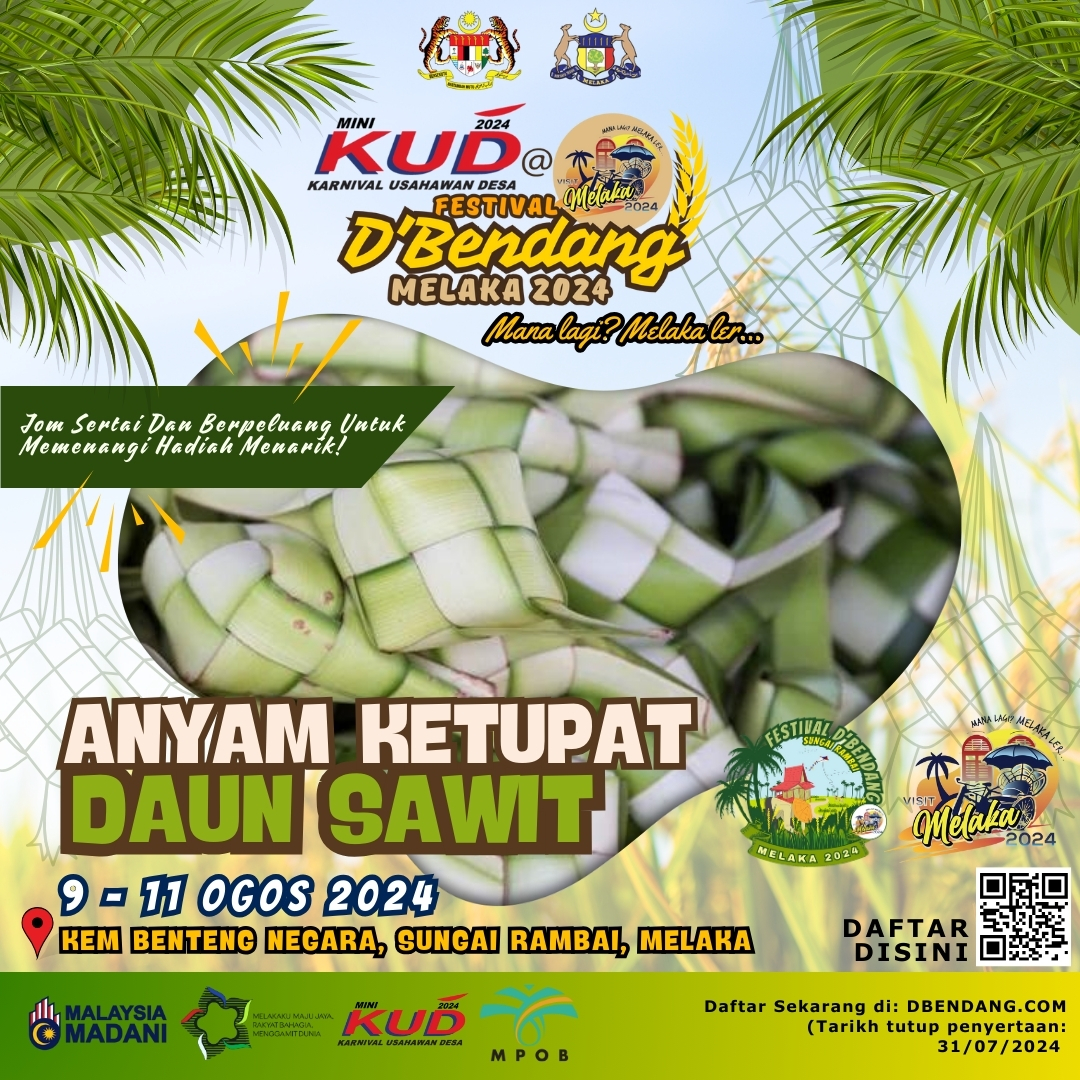 MELAKA
MINI 2024
KUD @
KARNIVAL USAHAWAN DESA
MANA LAGI? MELAKA LER...
VISIT
Melaka
2024
FESTIVAL
D'Bendang
MELAKA 2024
Mana lagi? Melaka ler...
Jom Sertai Dan Berpeluang Untuk
Memenangi Hadiah Menarik!
ANYAM KETUPAT
DAUN SAWIT
FESTIVAL D'BENDANG
SUNGAI RAMBAI
MELAKA 2024
MANA LAGI? MELAKA LER...
VISIT
Melaka
2024
9 - 11 OGOS 2024
KEM BENTENG NEGARA, SUNGAI RAMBAI, MELAKA
DAFTAR
DISINI
MALAYSIA
MADANI
MELAKAKU MAJU JAYA,
RAKYAT BAHAGIA,
MENGGAMIT DUNIA
MINI 2024
KUD
KARNIVAL USAHAWAN DESA
MPOB
Daftar Sekarang di: DBENDANG.COM
(Tarikh tutup penyertaan:
31/07/2024